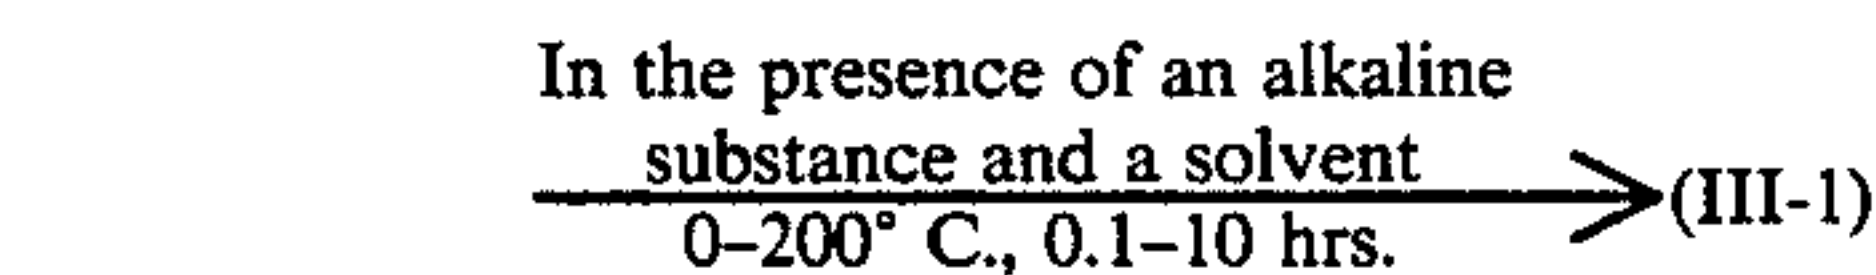 In the presence of an alkaline
substance and a solvent
(III-1)
0–200° C., 0.1–10 hrs.